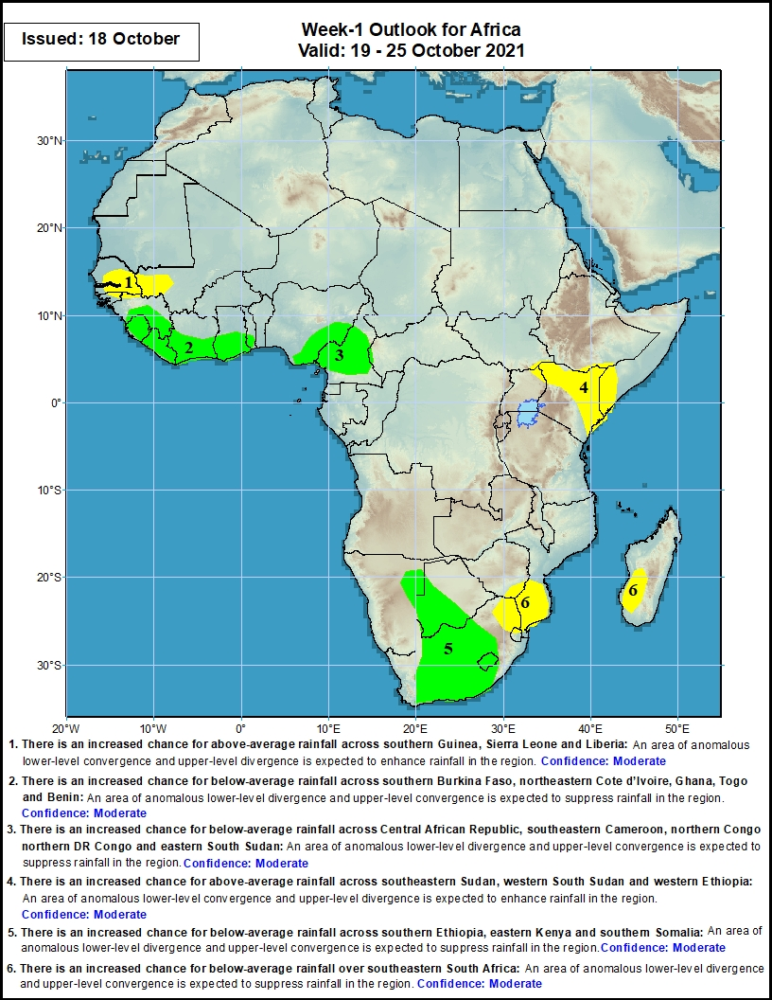 Issued: 18 October
Week-1 Outlook for Africa
Valid: 19 - 25 October 2021
30°N
20°N
10°N
0°
10°S
20°S
30°S
1
2
3
4
5
6
6
20°W 10°W 0° 10°E 20°E 30°E 40°E 50°E
1. There is an increased chance for above-average rainfall across southern Guinea, Sierra Leone and Liberia: An area of anomalous
lower-level convergence and upper-level divergence is expected to enhance rainfall in the region. Confidence: Moderate
2. There is an increased chance for below-average rainfall across southern Burkina Faso, northeastern Cote d'Ivoire, Ghana, Togo
and Benin: An area of anomalous lower-level divergence and upper-level convergence is expected to suppress rainfall in the region.
Confidence: Moderate
3. There is an increased chance for below-average rainfall across Central African Republic, southeastern Cameroon, northern Congo
northern DR Congo and eastern South Sudan: An area of anomalous lower-level divergence and upper-level convergence is expected to
suppress rainfall in the region. Confidence: Moderate
4. There is an increased chance for above-average rainfall across southeastern Sudan, western South Sudan and western Ethiopia:
An area of anomalous lower-level convergence and upper-level divergence is expected to enhance rainfall in the region.
Confidence: Moderate
5. There is an increased chance for below-average rainfall across southern Ethiopia, eastern Kenya and southern Somalia: An area of
anomalous lower-level divergence and upper-level convergence is expected to suppress rainfall in the region. Confidence: Moderate
6. There is an increased chance for below-average rainfall over southeastern South Africa: An area of anomalous lower-level divergence
and upper-level convergence is expected to suppress rainfall in the region. Confidence: Moderate